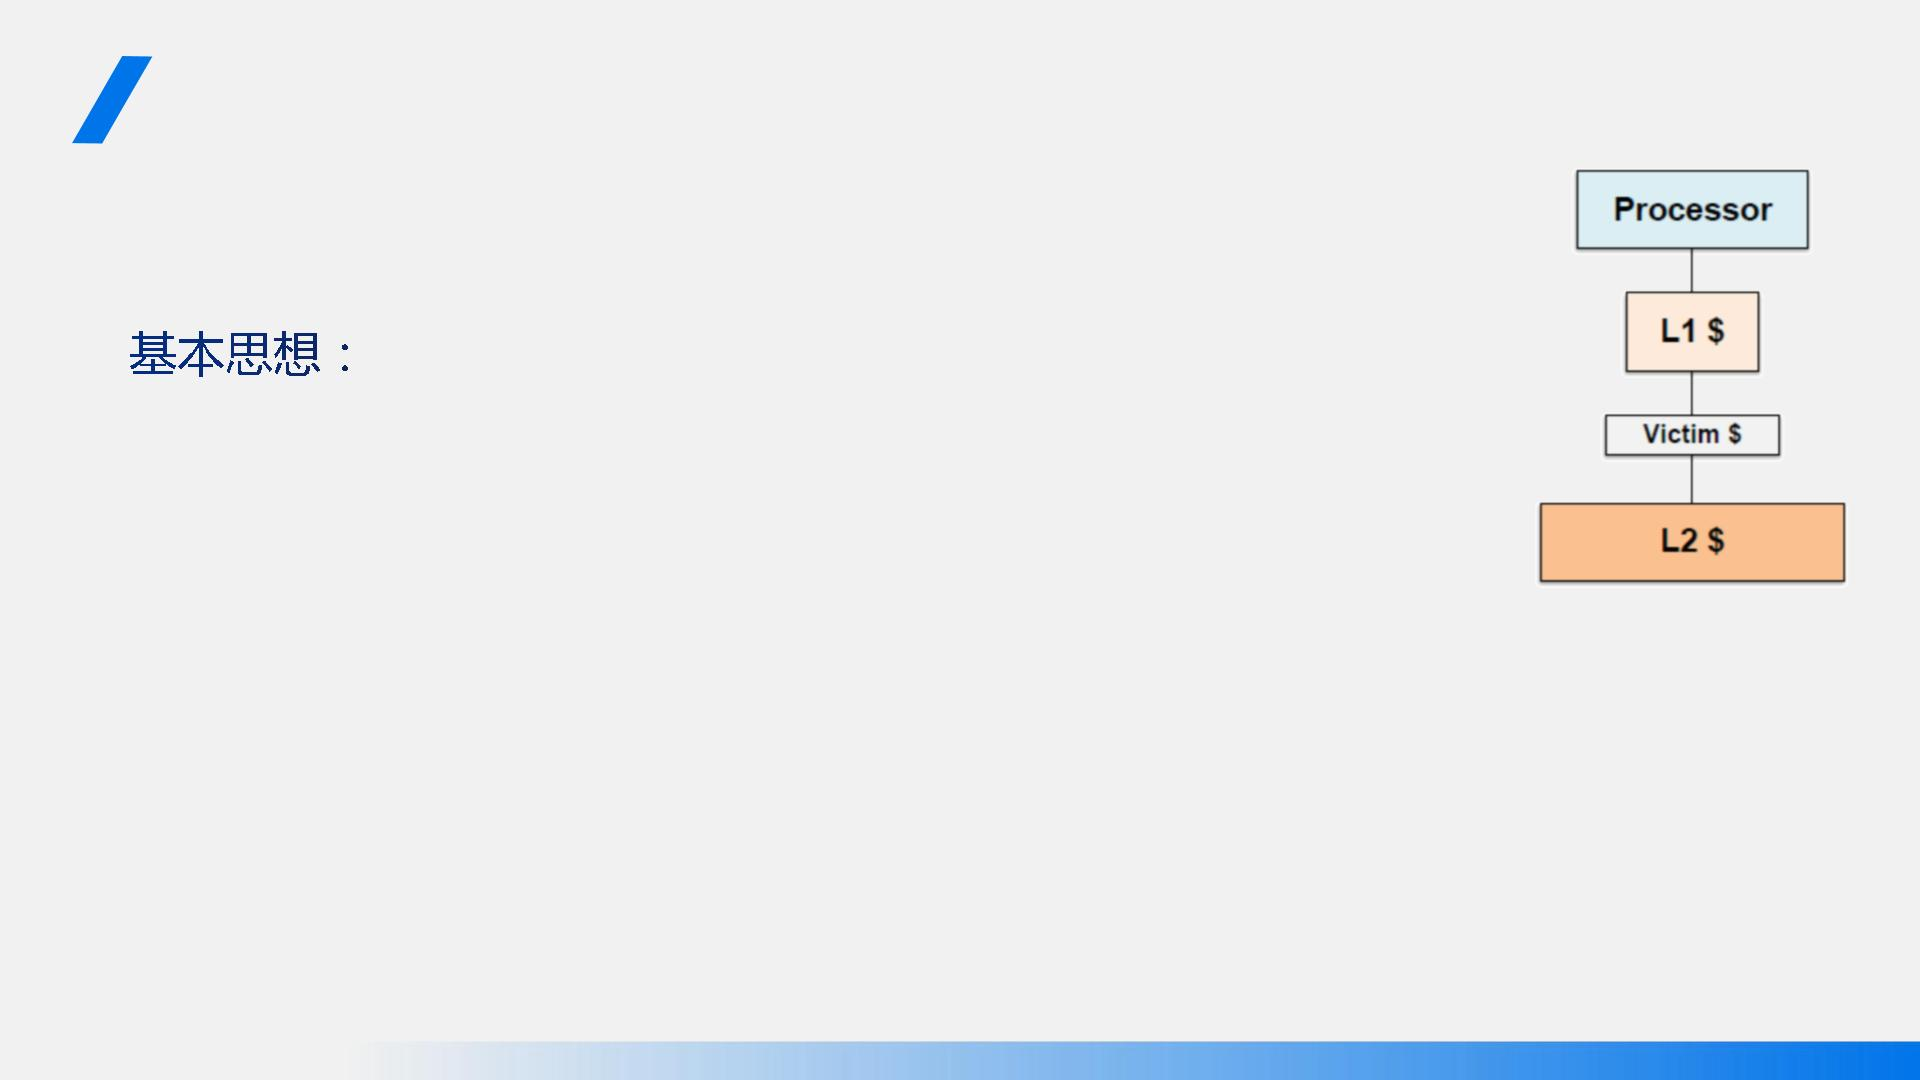 Processor
L1 $
基本思想：
Victim $
L2 $